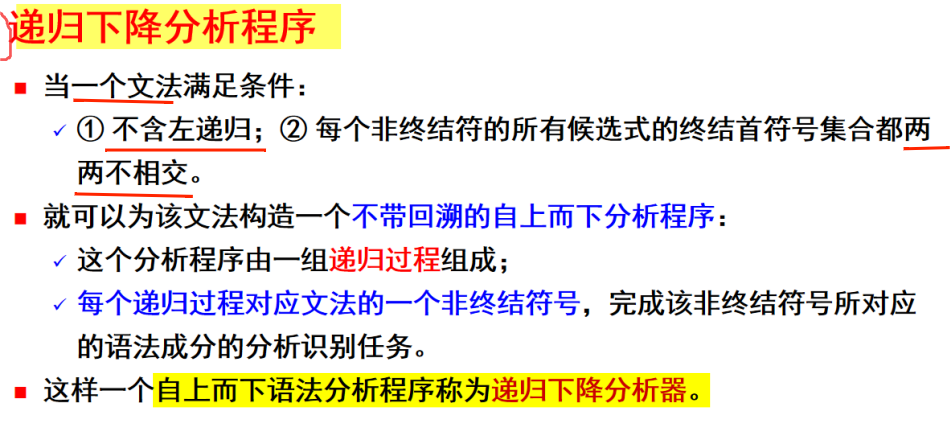 递归下降分析程序
当一个文法满足条件：
① 不含左递归；② 每个非终结符的所有候选式的终结首符号集合都两
两不相交。
就可以为该文法构造一个不带回溯的自上而下分析程序：
这个分析程序由一组递归过程组成；
每个递归过程对应文法的一个非终结符号，完成该非终结符号所对应
的语法成分的分析识别任务。
这样一个自上而下语法分析程序称为递归下降分析器。